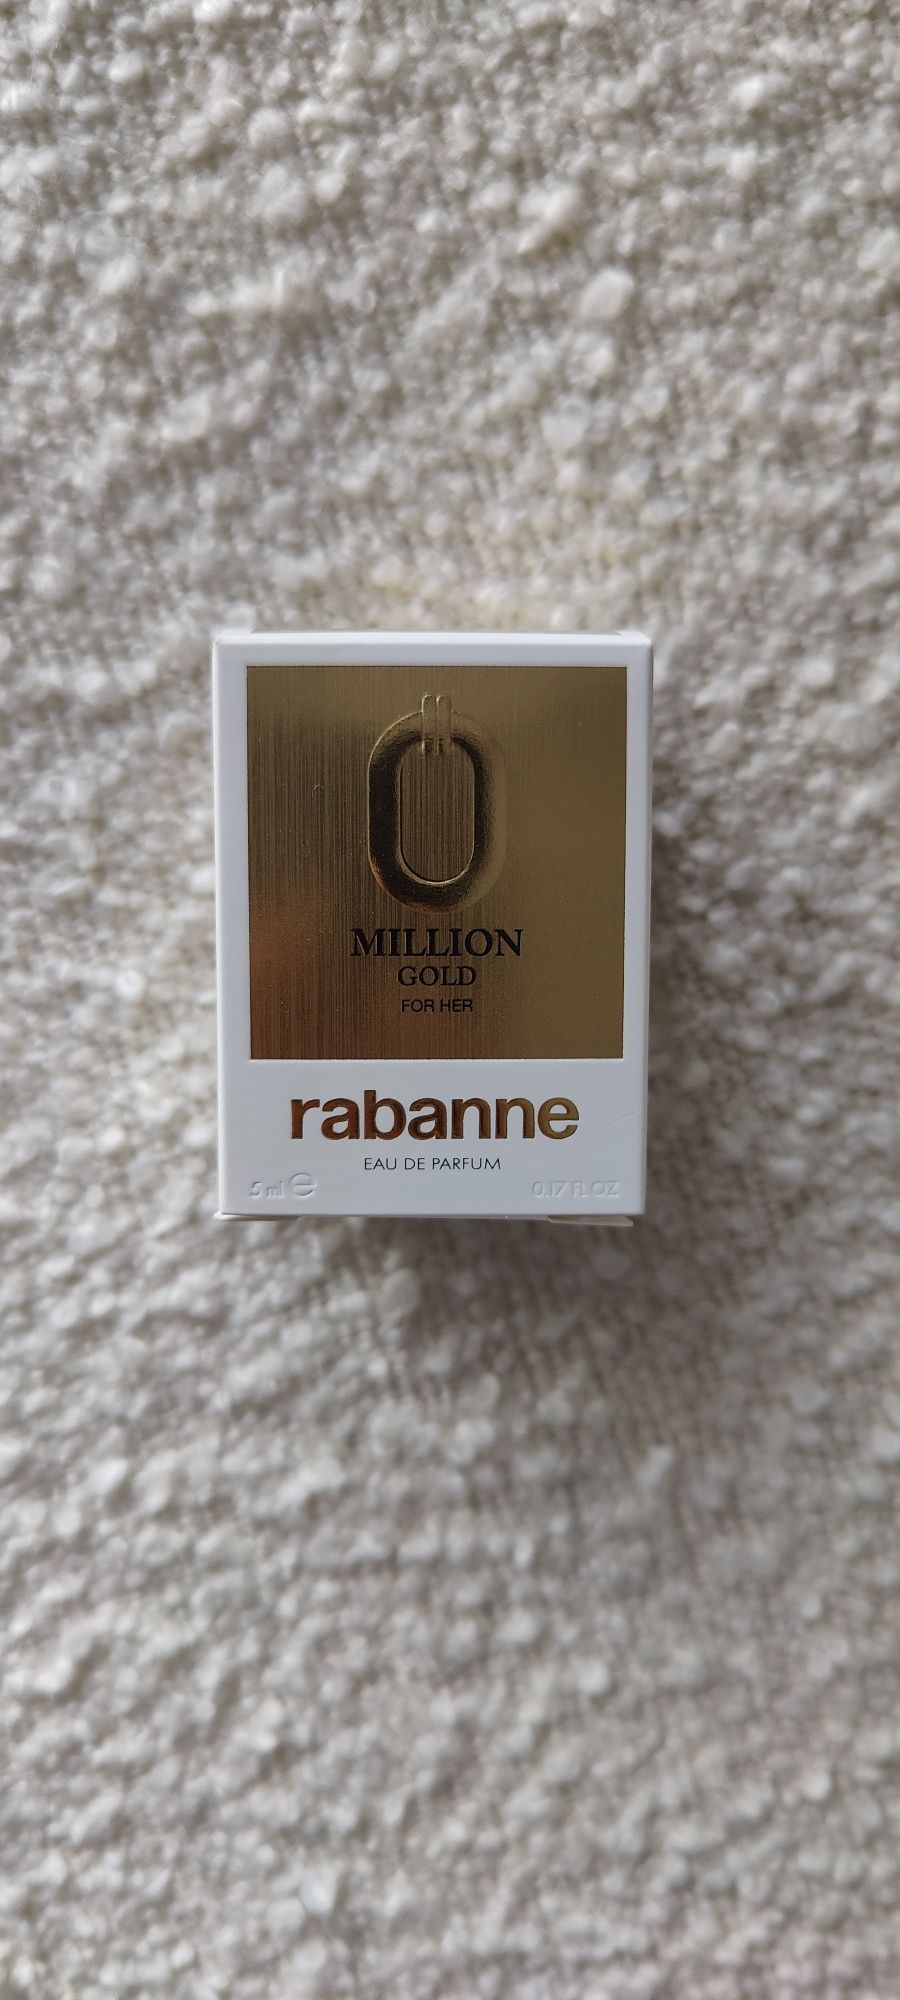 MILLION
GOLD
FOR HER
rabanne
EAU DE PARFUM
5 ml ℮ 0.17 FL OZ